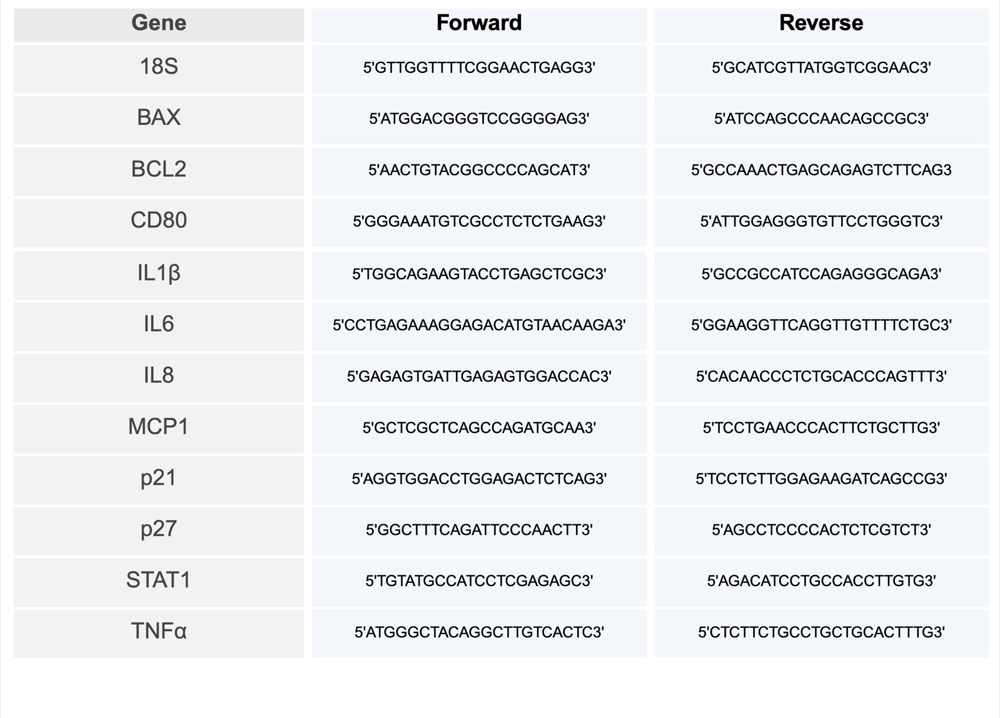 Gene Forward Reverse
18S 5'GTTGGTTTTCGGAACTGAGG3' 5'GCATCGTTATGGTCGGAAC3'
BAX 5'ATGGACGGGTCCGGGGAG3' 5'ATCCAGCCCAACAGCCGC3'
BCL2 5'AACTGTACGGCCCCAGCAT3' 5'GCCAAACTGAGCAGAGTCTTCAG3
CD80 5'GGGAAATGTCGCCTCTCTGAAG3' 5'ATTGGAGGGTGTTCCTGGGTC3'
IL1β 5'TGGCAGAAGTACCTGAGCTCGC3' 5'GCCGCCATCCAGAGGGCAGA3'
IL6 5'CCTGAGAAAGGAGACATGTAACAAGA3' 5'GGAAGGTTCAGGTTGTTTTCTGC3'
IL8 5'GAGAGTGATTGAGAGTGGACCAC3' 5'CACAACCCTCTGCACCCAGTTT3'
MCP1 5'GCTCGCTCAGCCAGATGCAA3' 5'TCCTGAACCCACTTCTGCTTG3'
p21 5'AGGTGGACCTGGAGACTCTCAG3' 5'TCCTCTTGGAGAAGATCAGCCG3'
p27 5'GGCTTTCAGATTCCCAACTT3' 5'AGCCTCCCCACTCTCGTCT3'
STAT1 5'TGTATGCCATCCTCGAGAGC3' 5'AGACATCCTGCCACCTTGTG3'
TNFα 5'ATGGGCTACAGGCTTGTCACTC3' 5'CTCTTCTGCCTGCTGCACTTTG3'